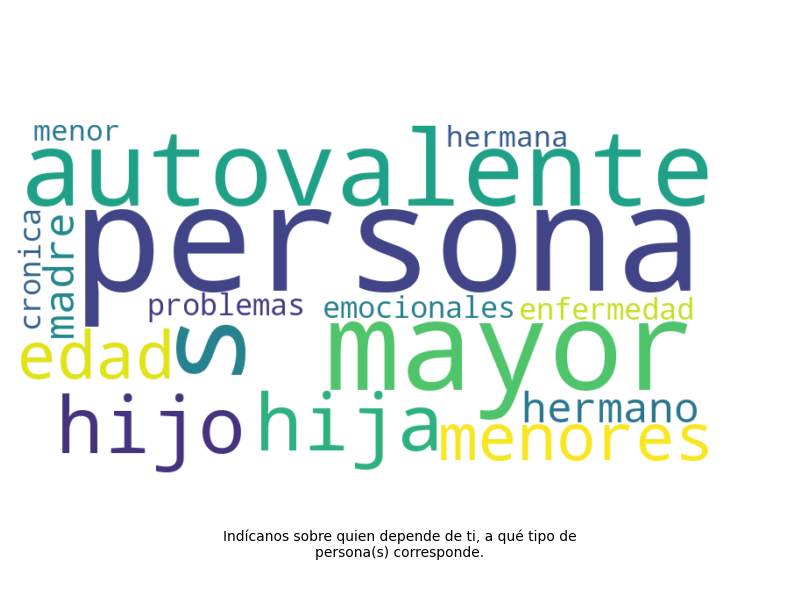 menor
hermana
autovalente
persona
cronica
madre
problemas
emocionales
enfermedad
edad
s
mayor
hijo
hija
hermano
menores
Indícanos sobre quien depende de ti, a qué tipo de
persona(s) corresponde.